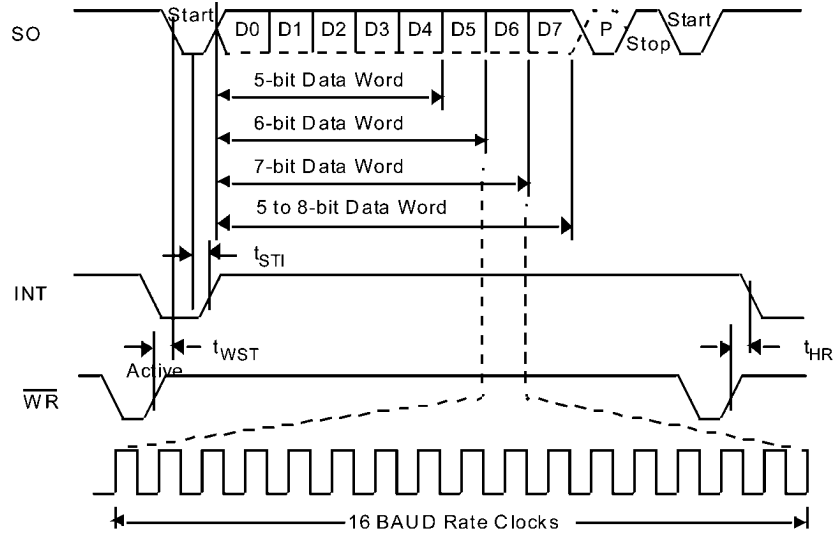 Start
SO
D0 D1 D2 D3 D4 D5 D6 D7 P Stop Start
5-bit Data Word
6-bit Data Word
7-bit Data Word
5 to 8-bit Data Word
tSTI
INT
tWST
tHR
Active
WR
16 BAUD Rate Clocks